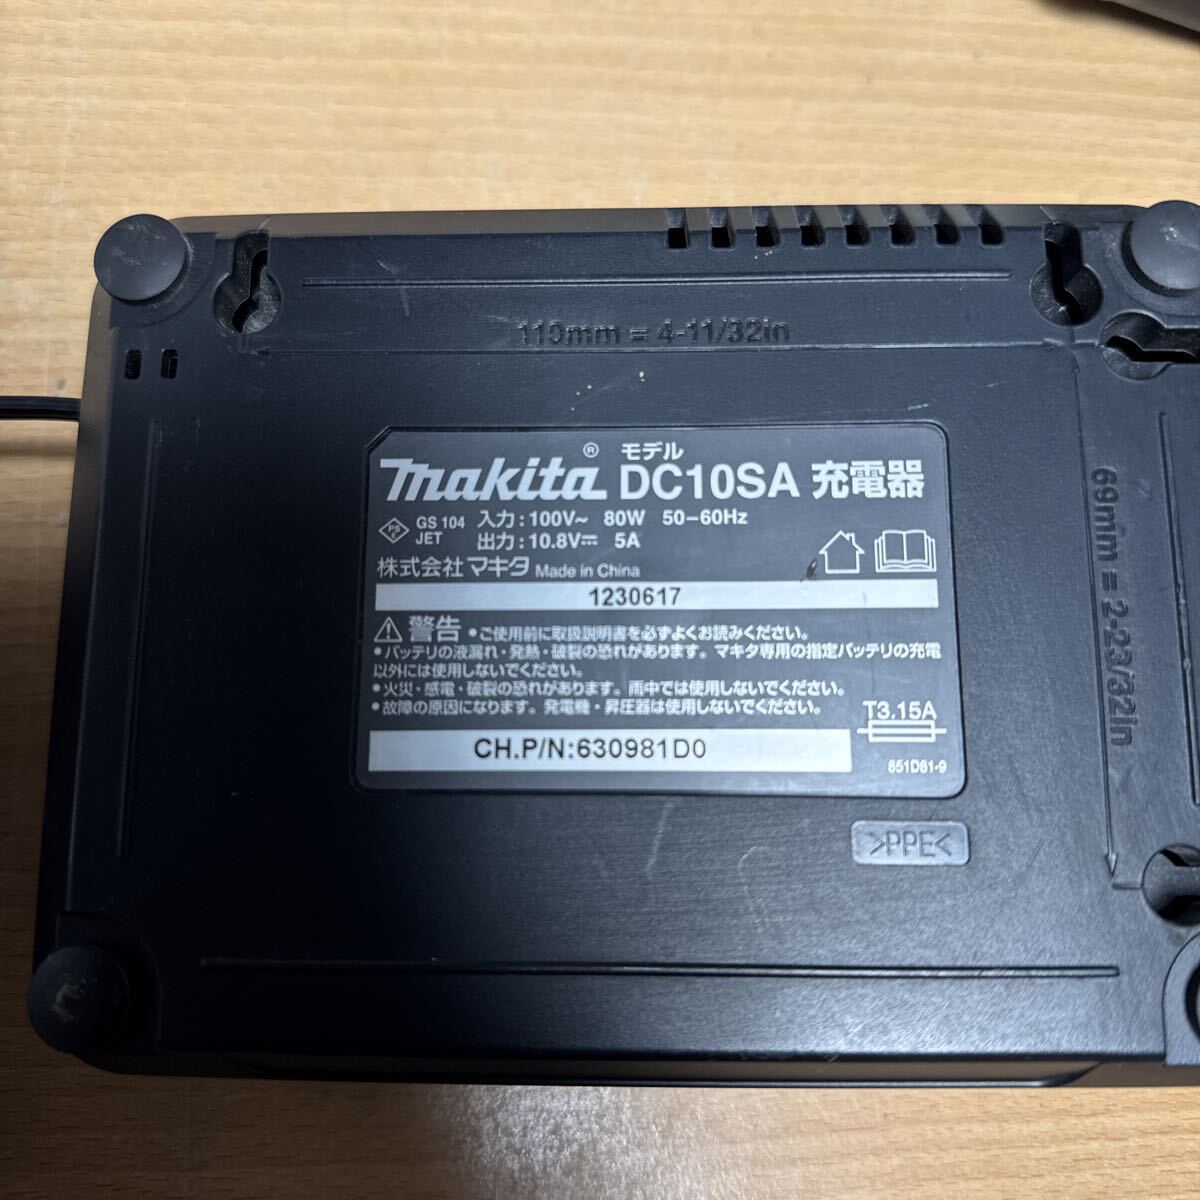 110mm = 4-11/32in
makita® モデル DC10SA 充電器
PS E GS 104 JET 入力:100V~ 80W 50-60Hz
出力:10.8V⎓ 5A
株式会社 マキタ Made in China
1230617
⚠ 警告 •ご使用前に取扱説明書を必ずよくお読みください。
•バッテリの液漏れ・発熱・破裂の恐れがあります。マキタ専用の指定バッテリの充電
以外には使用しないでください。
•火災・感電・破裂の恐れがあります。雨中では使用しないでください。
•故障の原因になります。発電機・昇圧器は使用しないでください。
T3.15A
CH.P/N:630981D0
851D61-9
>PPE<
69mm = 2-23/32in